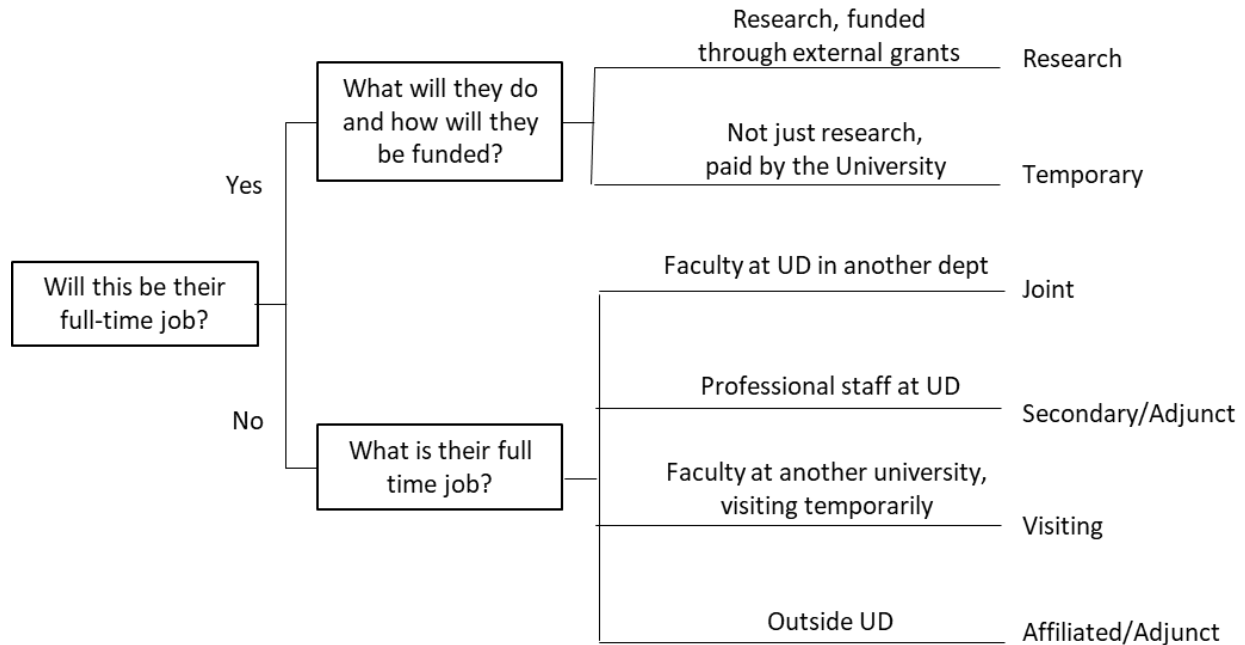 Research, funded
through external grants
Research
What will they do
and how will they
be funded?
Not just research,
paid by the University
Temporary
Yes
Will this be their
full-time job?
Faculty at UD in another dept
Joint
Professional staff at UD
Secondary/Adjunct
No
What is their full
time job?
Faculty at another university,
visiting temporarily
Visiting
Outside UD
Affiliated/Adjunct